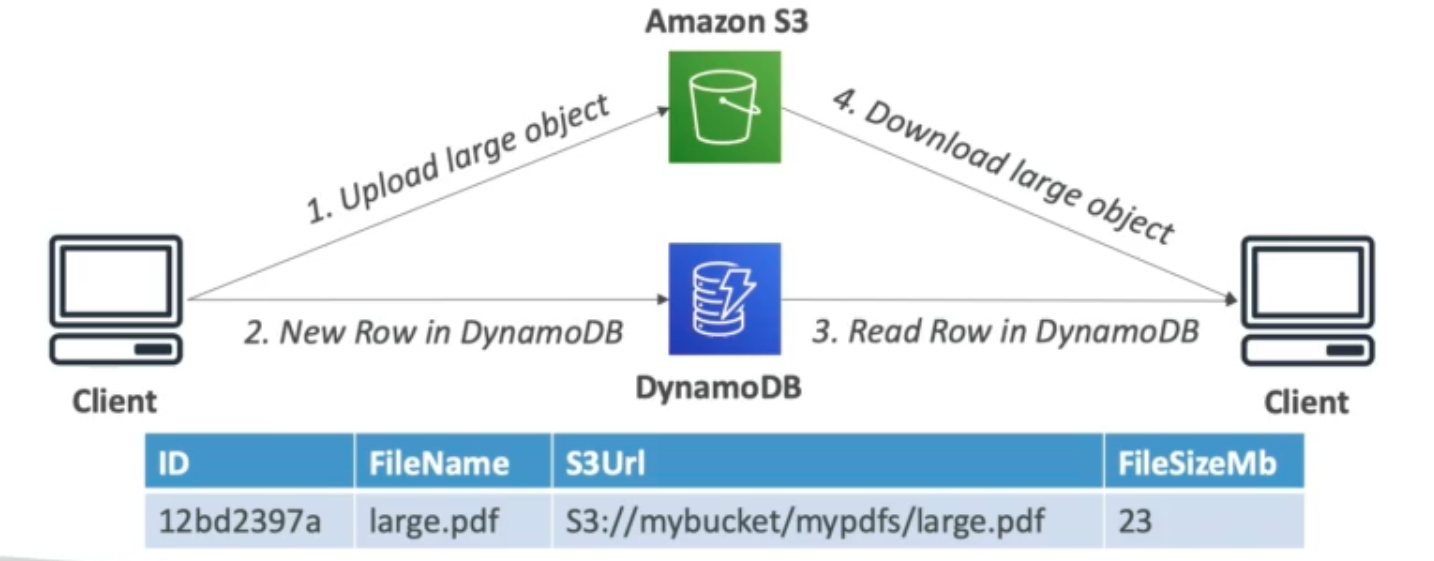 Amazon S3
1. Upload large object
4. Download large object
2. New Row in DynamoDB
3. Read Row in DynamoDB
Client
DynamoDB
Client
ID FileName S3Url FileSizeMb
12bd2397a large.pdf S3://mybucket/mypdfs/large.pdf 23